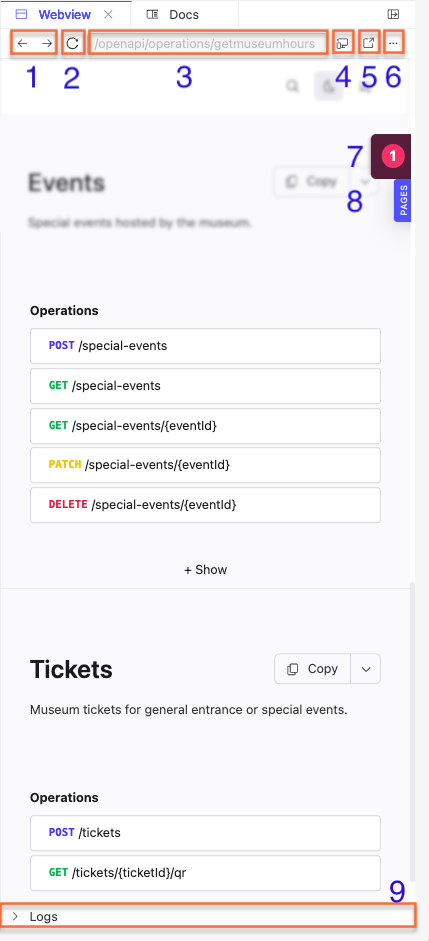 Webview
Docs
/openapi/operations/getmuseumhours
1 2 3 4 5 6
7
1
Events
Copy
8
PAGES
Special events hosted by the museum.
Operations
POST /special-events
GET /special-events
GET /special-events/{eventId}
PATCH /special-events/{eventId}
DELETE /special-events/{eventId}
+ Show
Tickets
Copy
Museum tickets for general entrance or special events.
Operations
POST /tickets
GET /tickets/{ticketId}/qr
9
Logs